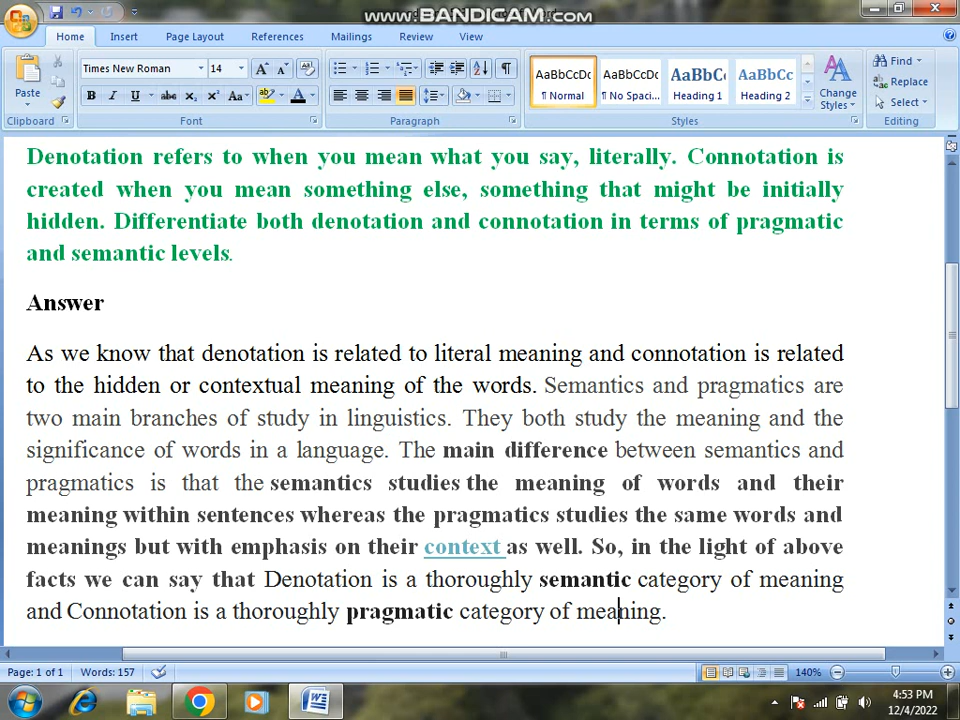 www.BANDICAM.com
Home Insert Page Layout References Mailings Review View
Paste
Times New Roman 14
B I U abc X₂ X² Aa
AaBbCcDc AaBbCcDc AaBbC AaBbCc
¶ Normal ¶ No Spaci... Heading 1 Heading 2
Change Styles
Find
Replace
Select
Clipboard Font Paragraph Styles Editing
Denotation refers to when you mean what you say, literally. Connotation is
created when you mean something else, something that might be initially
hidden. Differentiate both denotation and connotation in terms of pragmatic
and semantic levels.
Answer
As we know that denotation is related to literal meaning and connotation is related
to the hidden or contextual meaning of the words. Semantics and pragmatics are
two main branches of study in linguistics. They both study the meaning and the
significance of words in a language. The main difference between semantics and
pragmatics is that the semantics studies the meaning of words and their
meaning within sentences whereas the pragmatics studies the same words and
meanings but with emphasis on their context as well. So, in the light of above
facts we can say that Denotation is a thoroughly semantic category of meaning
and Connotation is a thoroughly pragmatic category of meaning.
Page: 1 of 1 Words: 157 140%
4:53 PM
12/4/2022